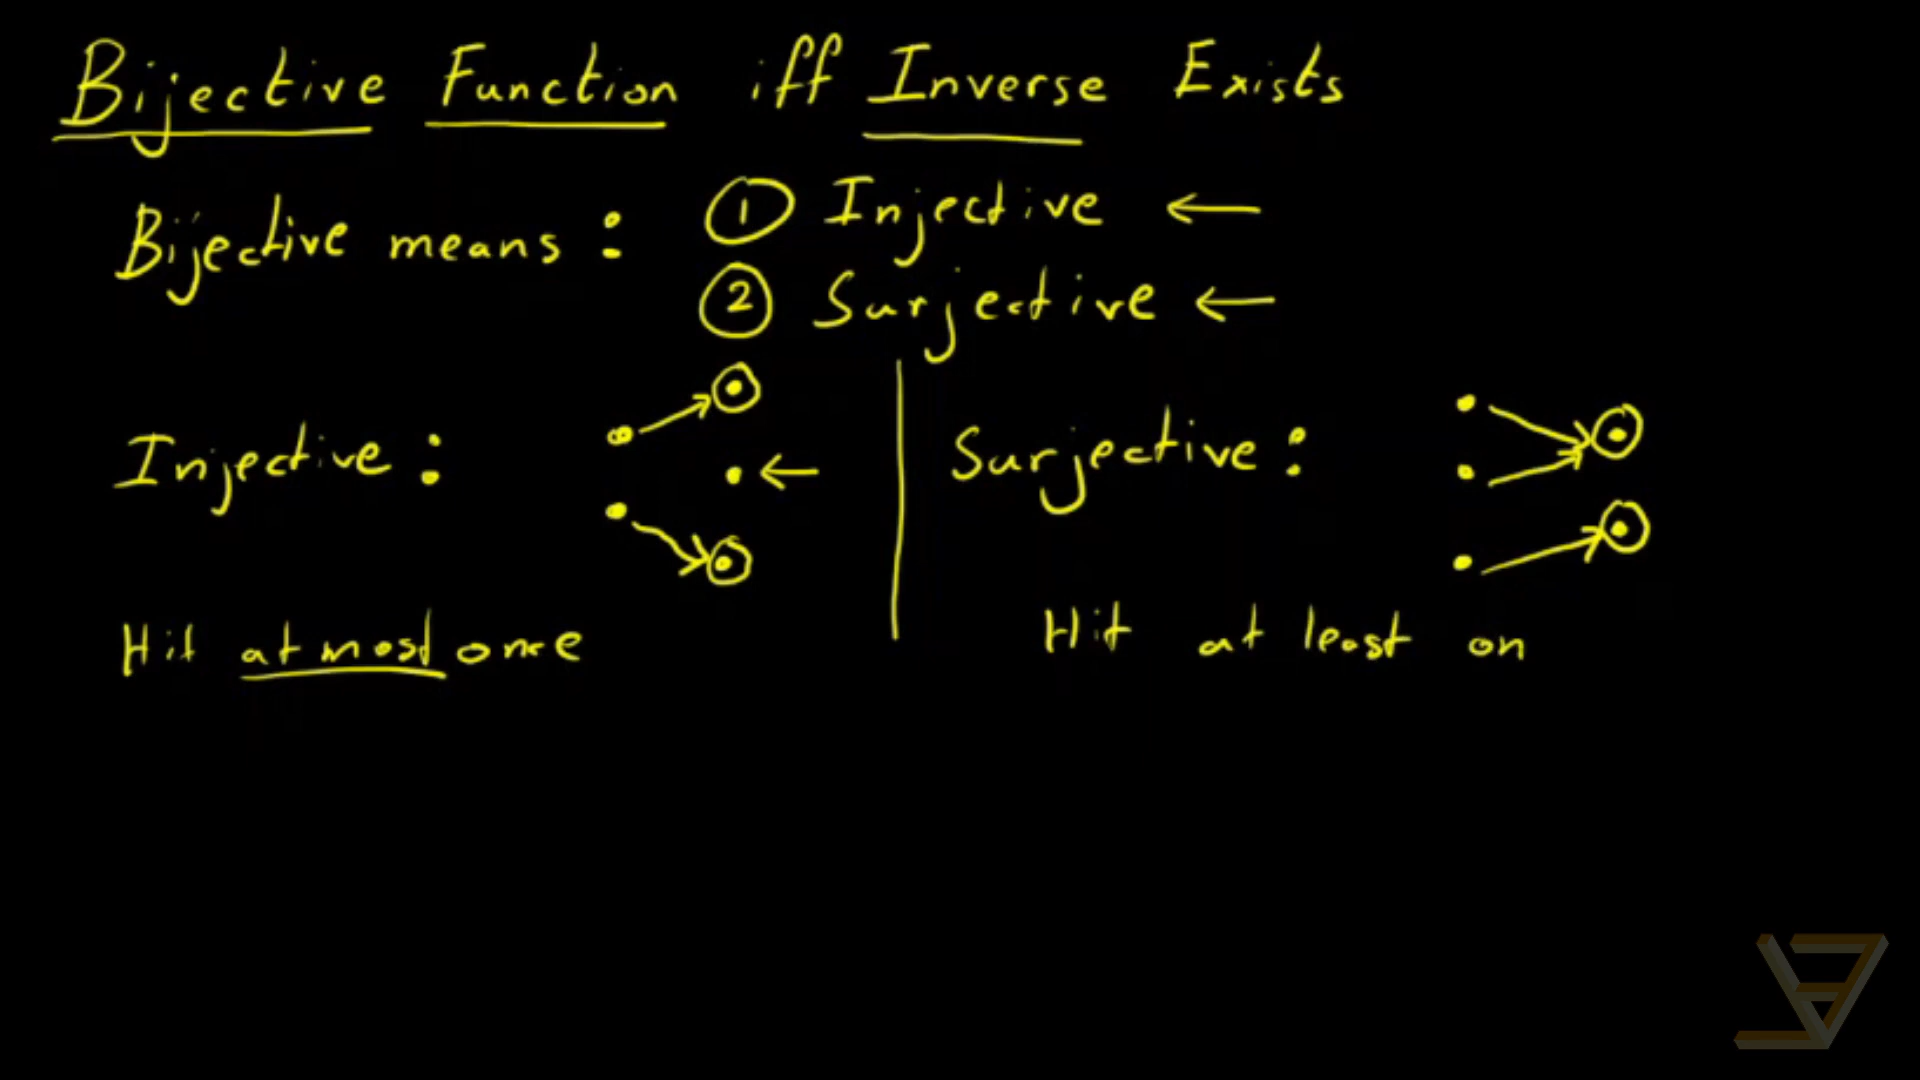 Bijective Function iff Inverse Exists
Bijective means : ① Injective ←
② Surjective ←
Injective :
Surjective :
Hit at most once
Hit at least on